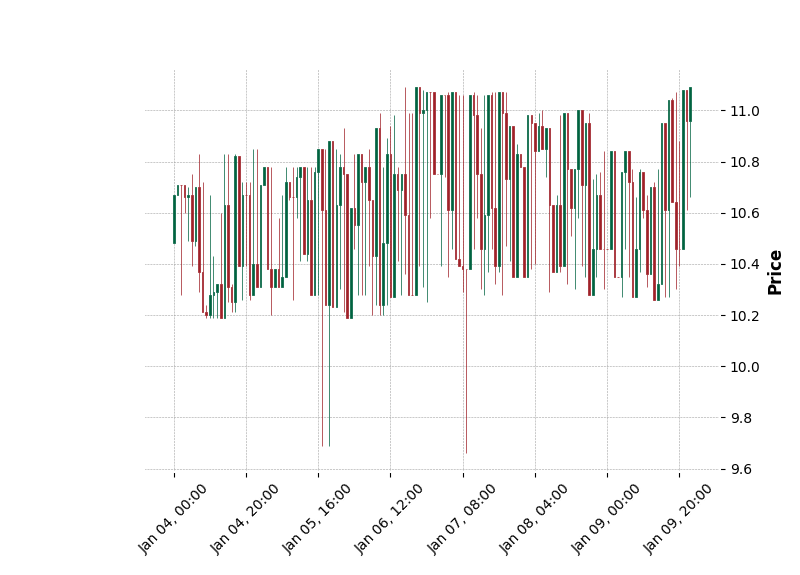 11.0
10.8
10.6
10.4
10.2
10.0
9.8
9.6
Price
Jan 04, 00:00
Jan 04, 20:00
Jan 05, 16:00
Jan 06, 12:00
Jan 07, 08:00
Jan 08, 04:00
Jan 09, 00:00
Jan 09, 20:00